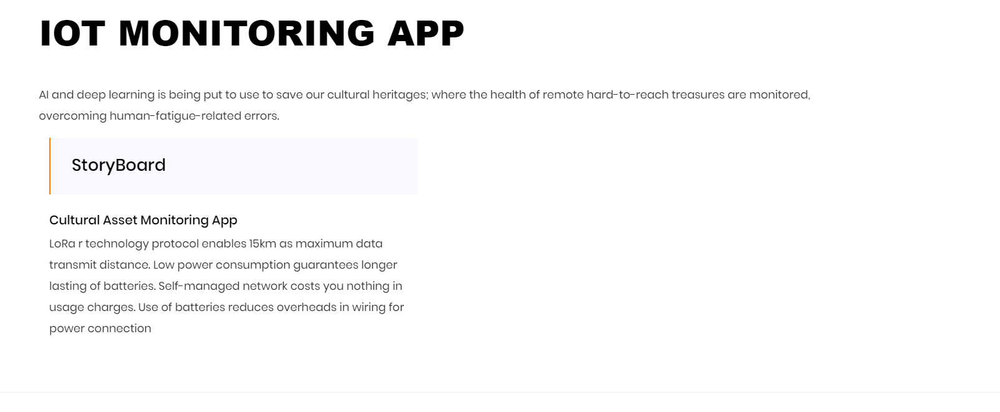 IOT MONITORING APP
AI and deep learning is being put to use to save our cultural heritages; where the health of remote hard-to-reach treasures are monitored,
overcoming human-fatigue-related errors.
StoryBoard
Cultural Asset Monitoring App
LoRa r technology protocol enables 15km as maximum data
transmit distance. Low power consumption guarantees longer
lasting of batteries. Self-managed network costs you nothing in
usage charges. Use of batteries reduces overheads in wiring for
power connection